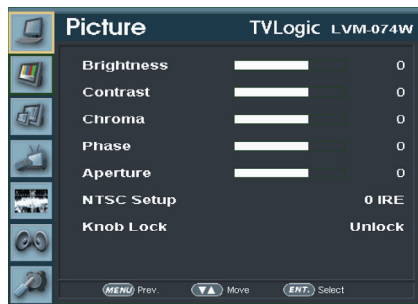 Picture TVLogic LVM-074W
Brightness 0
Contrast 0
Chroma 0
Phase 0
Aperture 0
NTSC Setup 0 IRE
Knob Lock Unlock
MENU Prev. ▼▲ Move ENT. Select